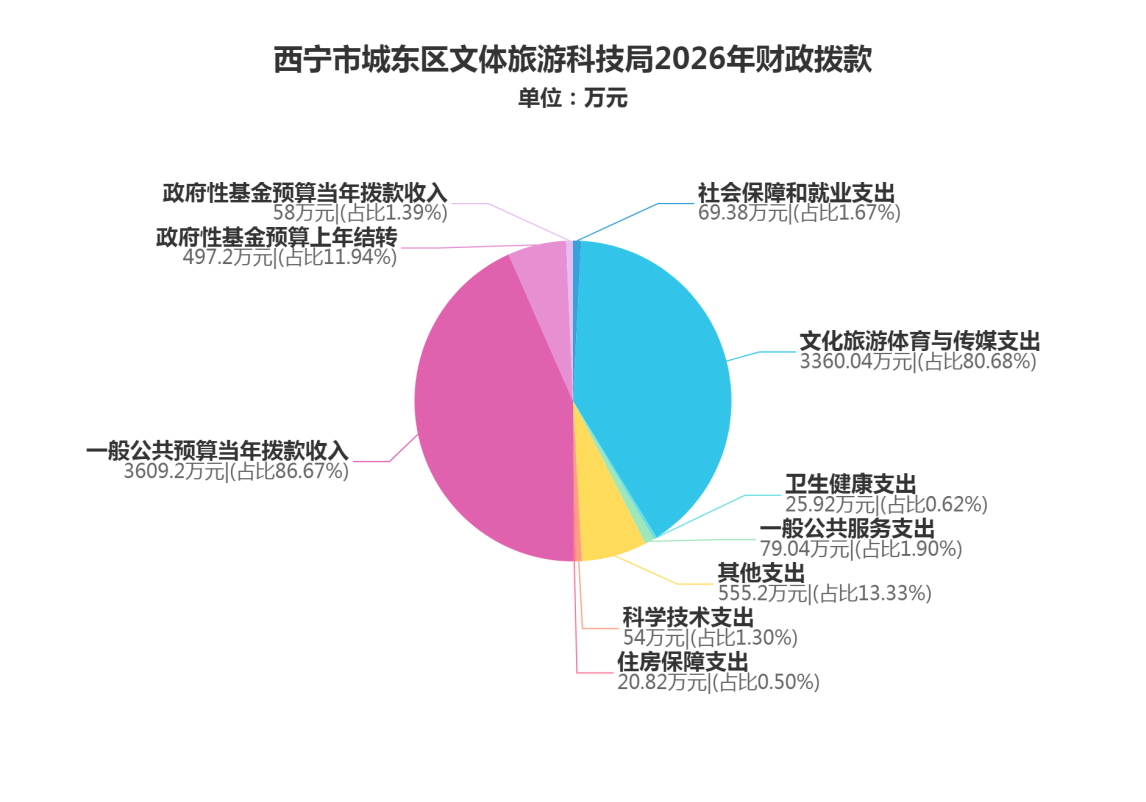 西宁市城东区文体旅游科技局2026年财政拨款
单位：万元
政府性基金预算当年拨款收入
58万元|(占比1.39%)
政府性基金预算上年结转
497.2万元|(占比11.94%)
一般公共预算当年拨款收入
3609.2万元|(占比86.67%)
社会保障和就业支出
69.38万元|(占比1.67%)
文化旅游体育与传媒支出
3360.04万元|(占比80.68%)
卫生健康支出
25.92万元|(占比0.62%)
一般公共服务支出
79.04万元|(占比1.90%)
其他支出
555.2万元|(占比13.33%)
科学技术支出
54万元|(占比1.30%)
住房保障支出
20.82万元|(占比0.50%)